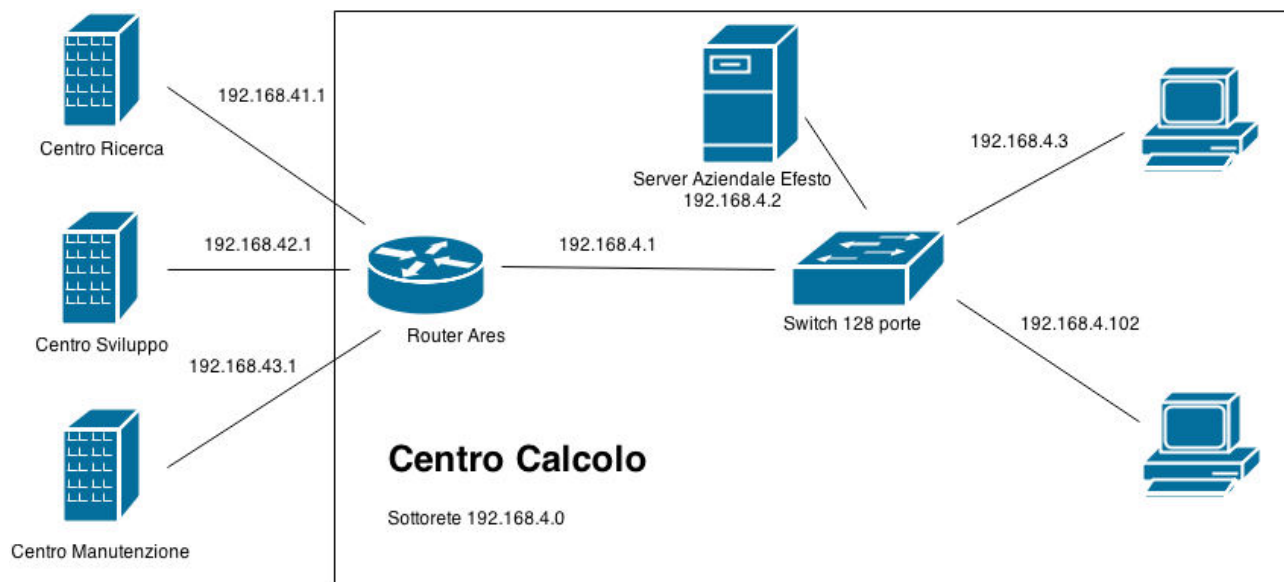 192.168.41.1
Centro Ricerca
Server Aziendale Efesto
192.168.4.2
192.168.4.3
192.168.42.1
192.168.4.1
Centro Sviluppo
Router Ares
Switch 128 porte
192.168.4.102
192.168.43.1
Centro Calcolo
Sottorete 192.168.4.0
Centro Manutenzione